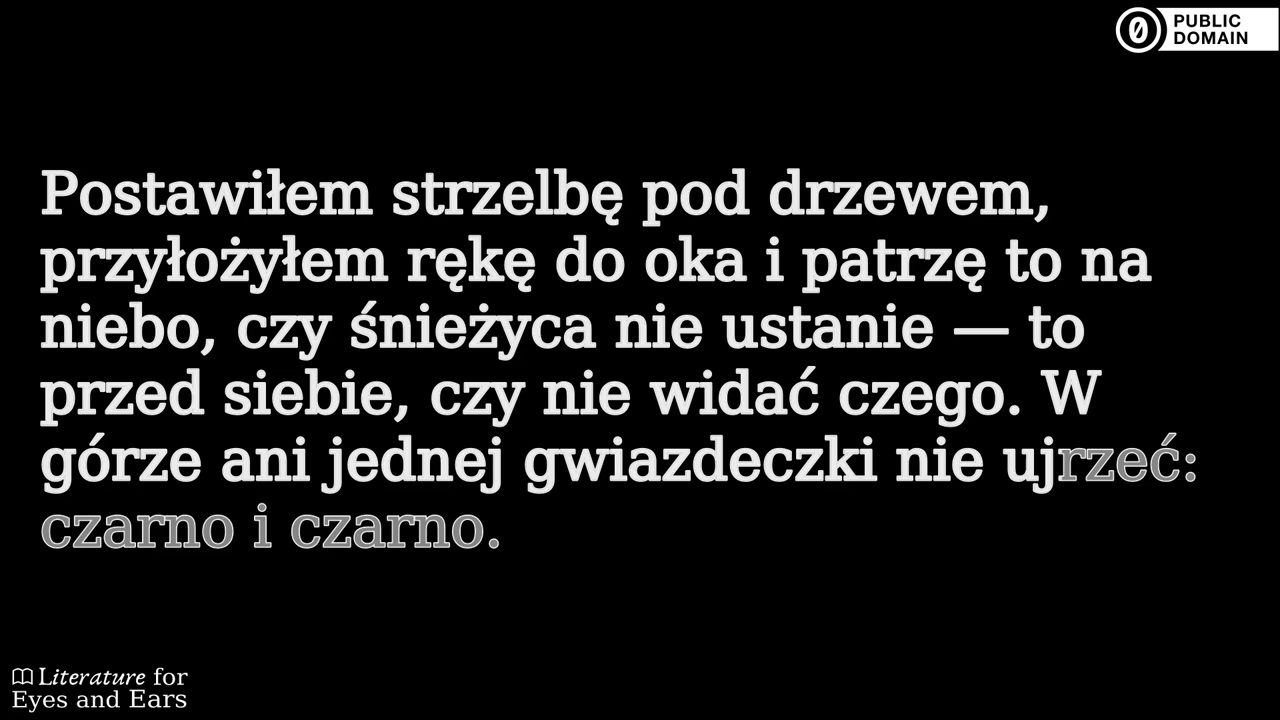 PUBLIC
DOMAIN
Postawiłem strzelbę pod drzewem,
przyłożyłem rękę do oka i patrzę to na
niebo, czy śnieżyca nie ustanie — to
przed siebie, czy nie widać czego. W
górze ani jednej gwiazdeczki nie ujrzeć:
czarno i czarno.
Literature for
Eyes and Ears